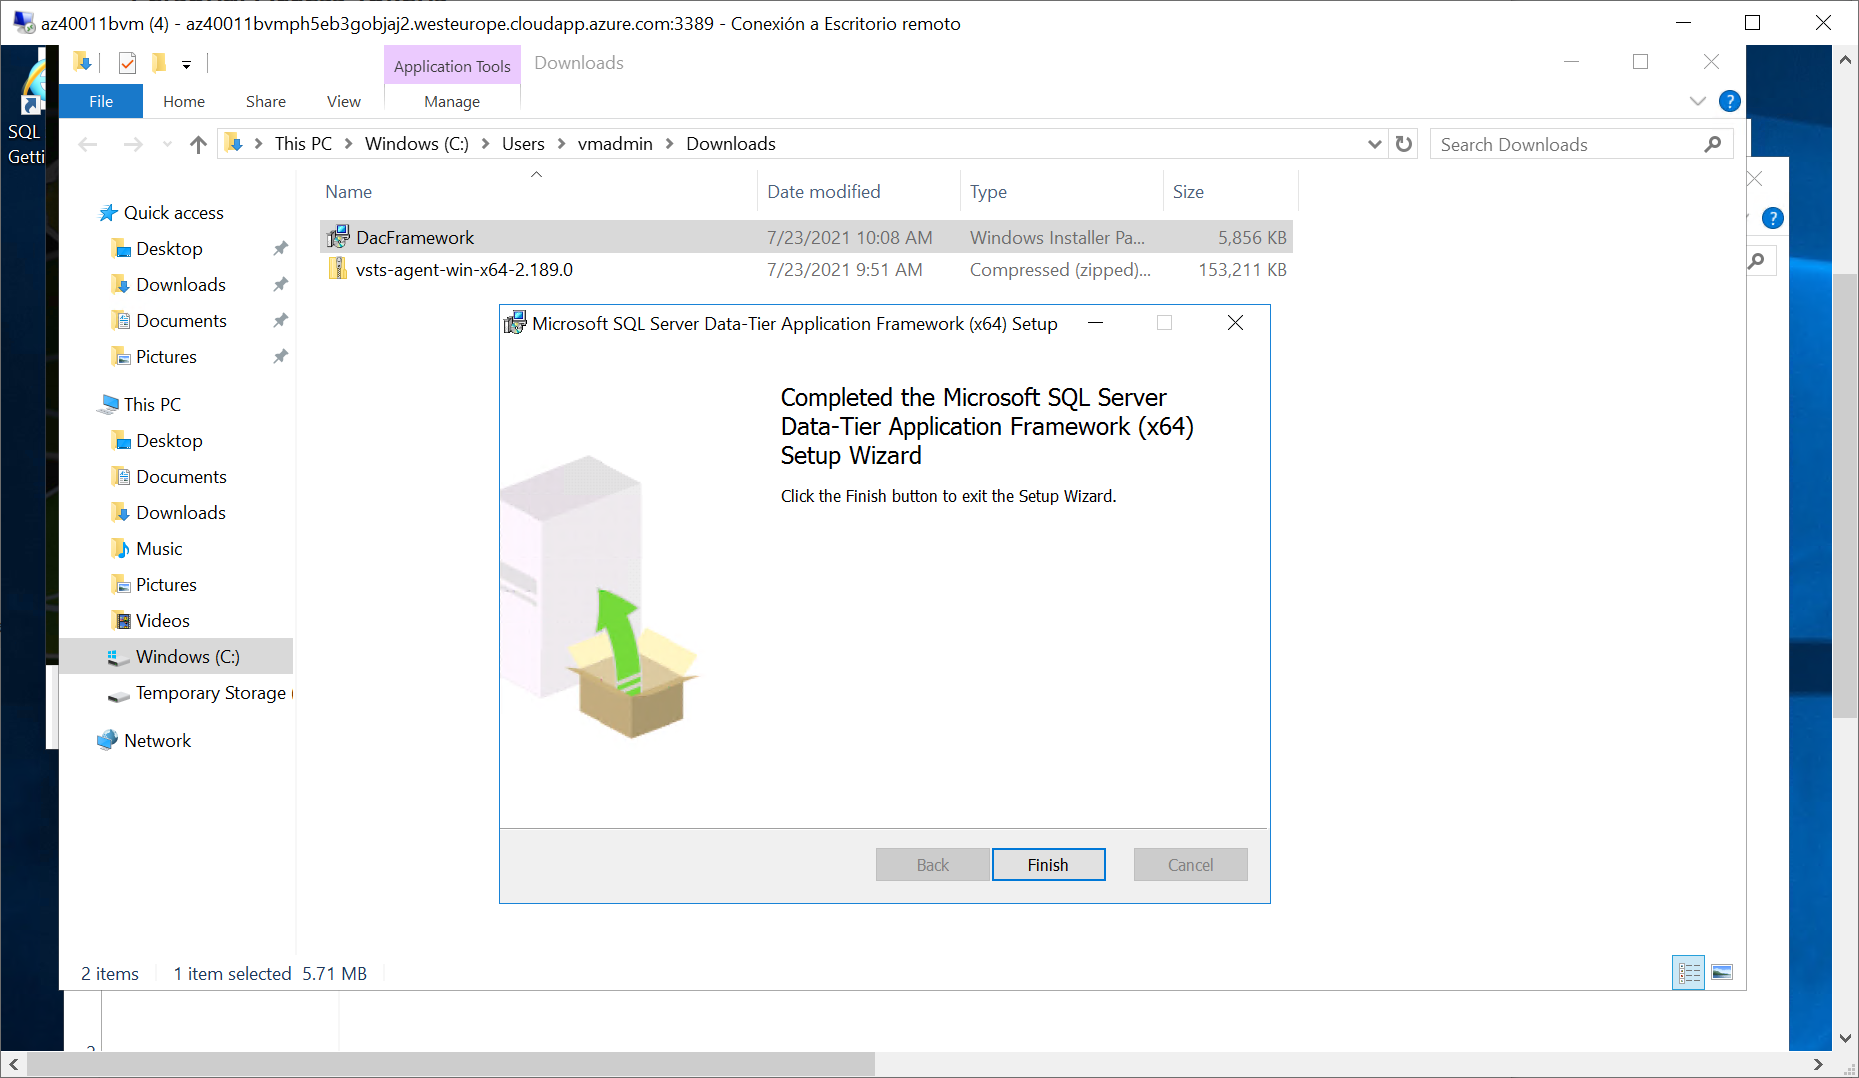 az40011bvm (4) - az40011bvmph5eb3gobjaj2.westeurope.cloudapp.azure.com:3389 - Conexión a Escritorio remoto
Application Tools
Downloads
File
Home
Share
View
Manage
SQL
Getti
This PC
Windows (C:)
Users
vmadmin
Downloads
Search Downloads
Name
Date modified
Type
Size
Quick access
Desktop
Downloads
Documents
Pictures
This PC
Desktop
Documents
Downloads
Music
Pictures
Videos
Windows (C:)
Temporary Storage (
Network
DacFramework 7/23/2021 10:08 AM Windows Installer Pa... 5,856 KB
vsts-agent-win-x64-2.189.0 7/23/2021 9:51 AM Compressed (zipped)... 153,211 KB
Microsoft SQL Server Data-Tier Application Framework (x64) Setup
Completed the Microsoft SQL Server
Data-Tier Application Framework (x64)
Setup Wizard
Click the Finish button to exit the Setup Wizard.
Back
Finish
Cancel
2 items
1 item selected 5.71 MB